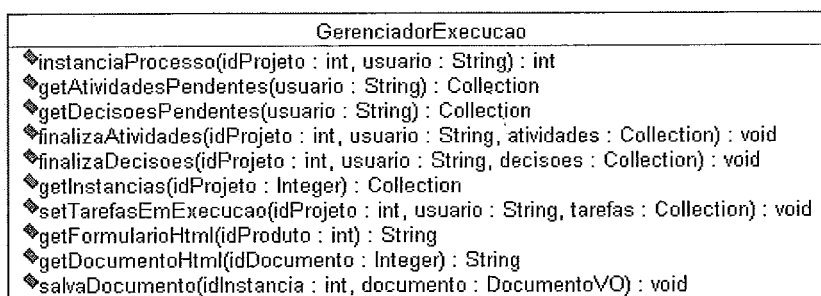 GerenciadorExecucao
instanciaProcesso(idProjeto : int, usuario : String) : int
getAtividadesPendentes(usuario : String) : Collection
getDecisoesPendentes(usuario : String) : Collection
finalizaAtividades(idProjeto : int, usuario : String, atividades : Collection) : void
finalizaDecisoes(idProjeto : int, usuario : String, decisoes : Collection) : void
getInstancias(idProjeto : Integer) : Collection
setTarefasEmExecucao(idProjeto : int, usuario : String, tarefas : Collection) : void
getFormularioHtml(idProduto : int) : String
getDocumentoHtml(idDocumento : Integer) : String
salvaDocumento(idInstancia : int, documento : DocumentoVO) : void